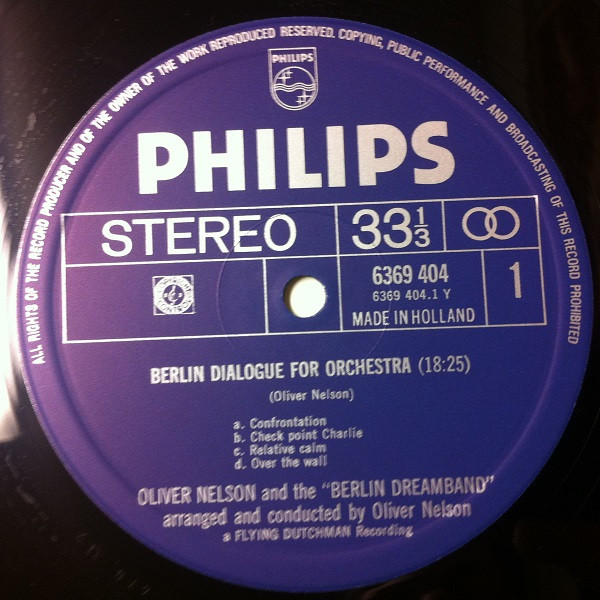 ALL RIGHTS OF THE RECORD PRODUCER AND OF THE OWNER OF THE WORK REPRODUCED RESERVED. COPYING, PUBLIC PERFORMANCE AND BROADCASTING OF THIS RECORD PROHIBITED
PHILIPS
PHILIPS
STEREO 33 1/3
6369 404
6369 404.1 Y
1
MADE IN HOLLAND
BERLIN DIALOGUE FOR ORCHESTRA (18:25)
(Oliver Nelson)
a. Confrontation
b. Check point Charlie
c. Relative calm
d. Over the wall
OLIVER NELSON and the "BERLIN DREAMBAND"
arranged and conducted by Oliver Nelson
a FLYING DUTCHMAN Recording